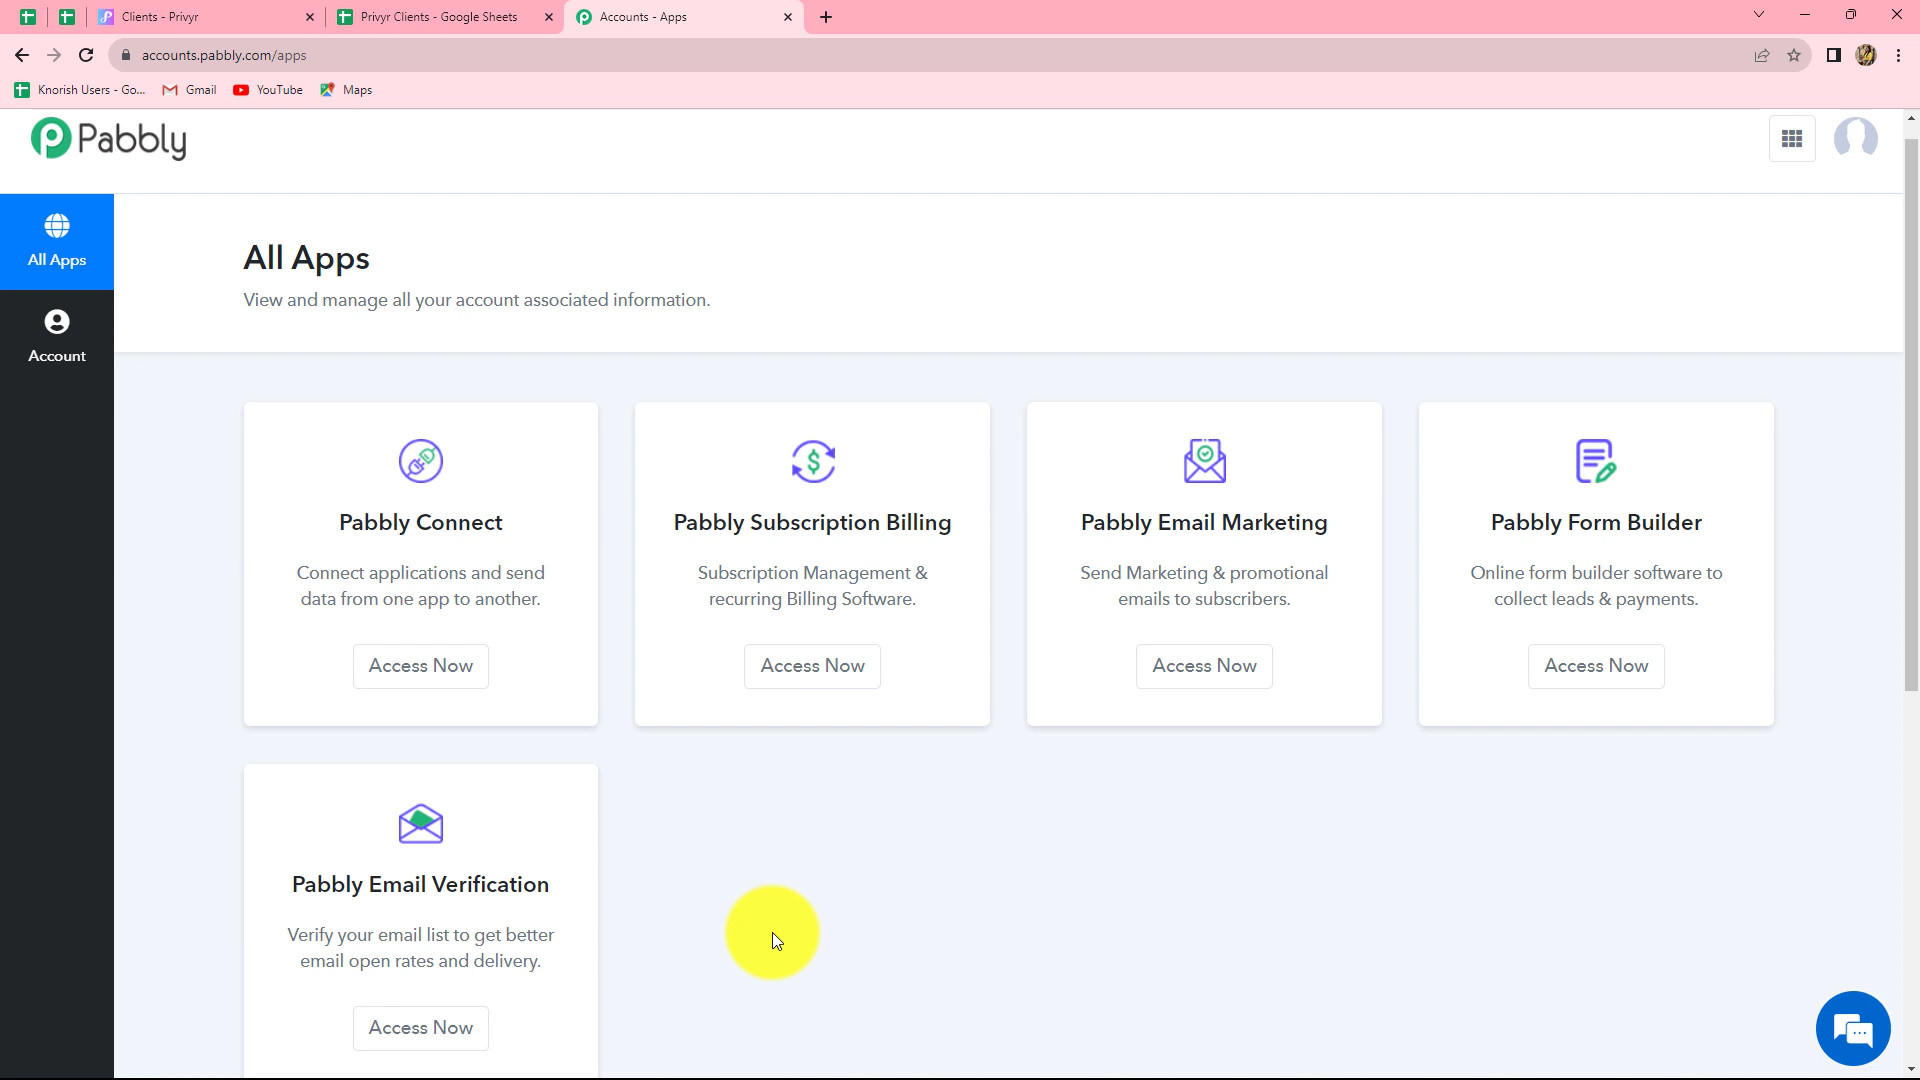 Clients - Privyr
Privyr Clients - Google Sheets
Accounts - Apps
accounts.pabbly.com/apps
Knorish Users - Go...
Gmail
YouTube
Maps
Pabbly
All Apps
Account
All Apps
View and manage all your account associated information.
Pabbly Connect
Connect applications and send
data from one app to another.
Access Now
Pabbly Subscription Billing
Subscription Management &
recurring Billing Software.
Access Now
Pabbly Email Marketing
Send Marketing & promotional
emails to subscribers.
Access Now
Pabbly Form Builder
Online form builder software to
collect leads & payments.
Access Now
Pabbly Email Verification
Verify your email list to get better
email open rates and delivery.
Access Now